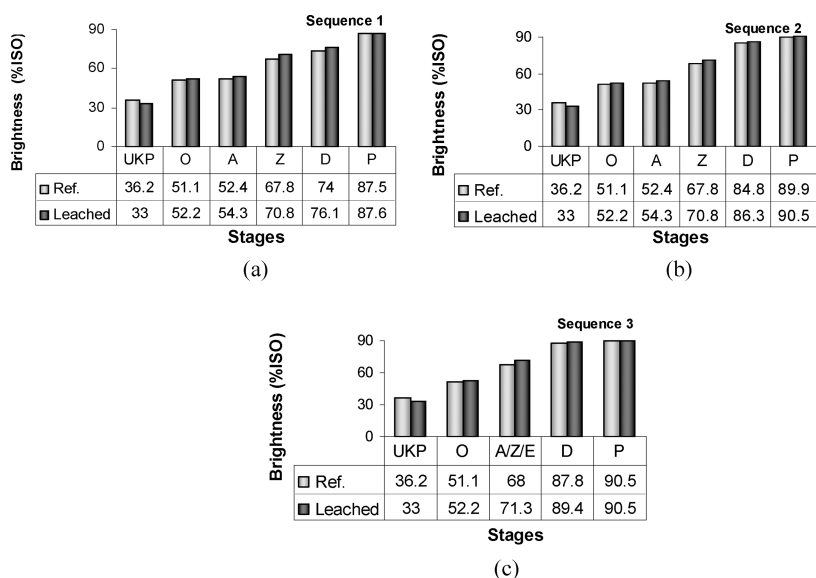 Sequence 1
Brightness (%ISO)
90
60
30
0
UKP O A Z D P
Ref. 36.2 51.1 52.4 67.8 74 87.5
Leached 33 52.2 54.3 70.8 76.1 87.6
Stages
(a)
Sequence 2
Brightness (%ISO)
90
60
30
0
UKP O A Z D P
Ref. 36.2 51.1 52.4 67.8 84.8 89.9
Leached 33 52.2 54.3 70.8 86.3 90.5
Stages
(b)
Sequence 3
Brightness (%ISO)
90
60
30
0
UKP O A/Z/E D P
Ref. 36.2 51.1 68 87.8 90.5
Leached 33 52.2 71.3 89.4 90.5
Stages
(c)